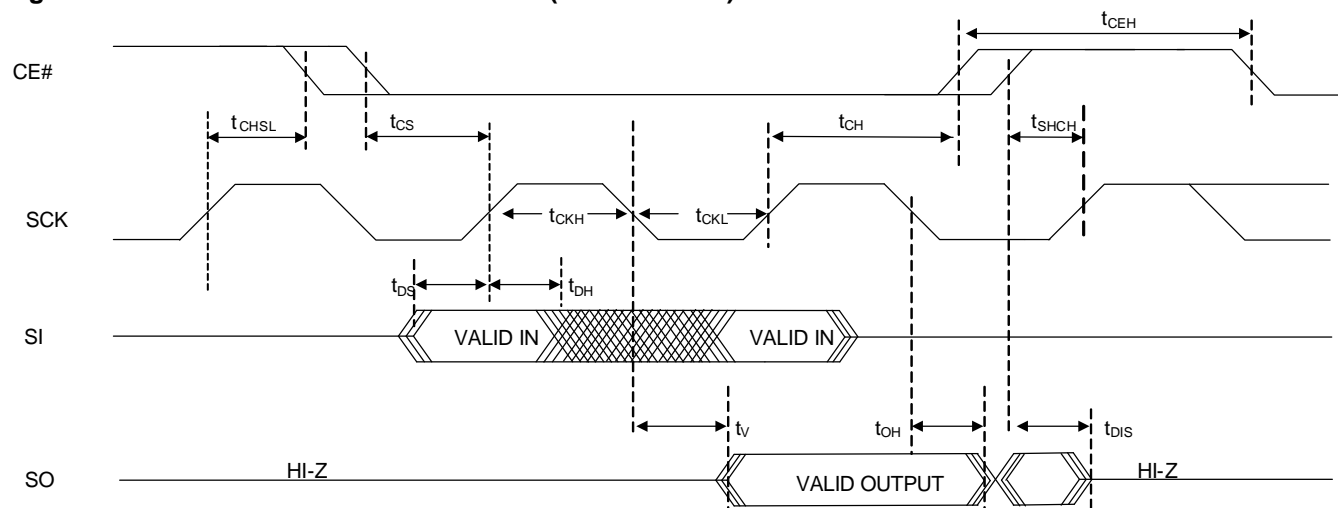 tCEH
CE#
tCHSL
tCS
tCH
tSHCH
SCK
tCKH
tCKL
tDS
tDH
SI
VALID IN
VALID IN
tV
tOH
tDIS
SO
HI-Z
VALID OUTPUT
HI-Z